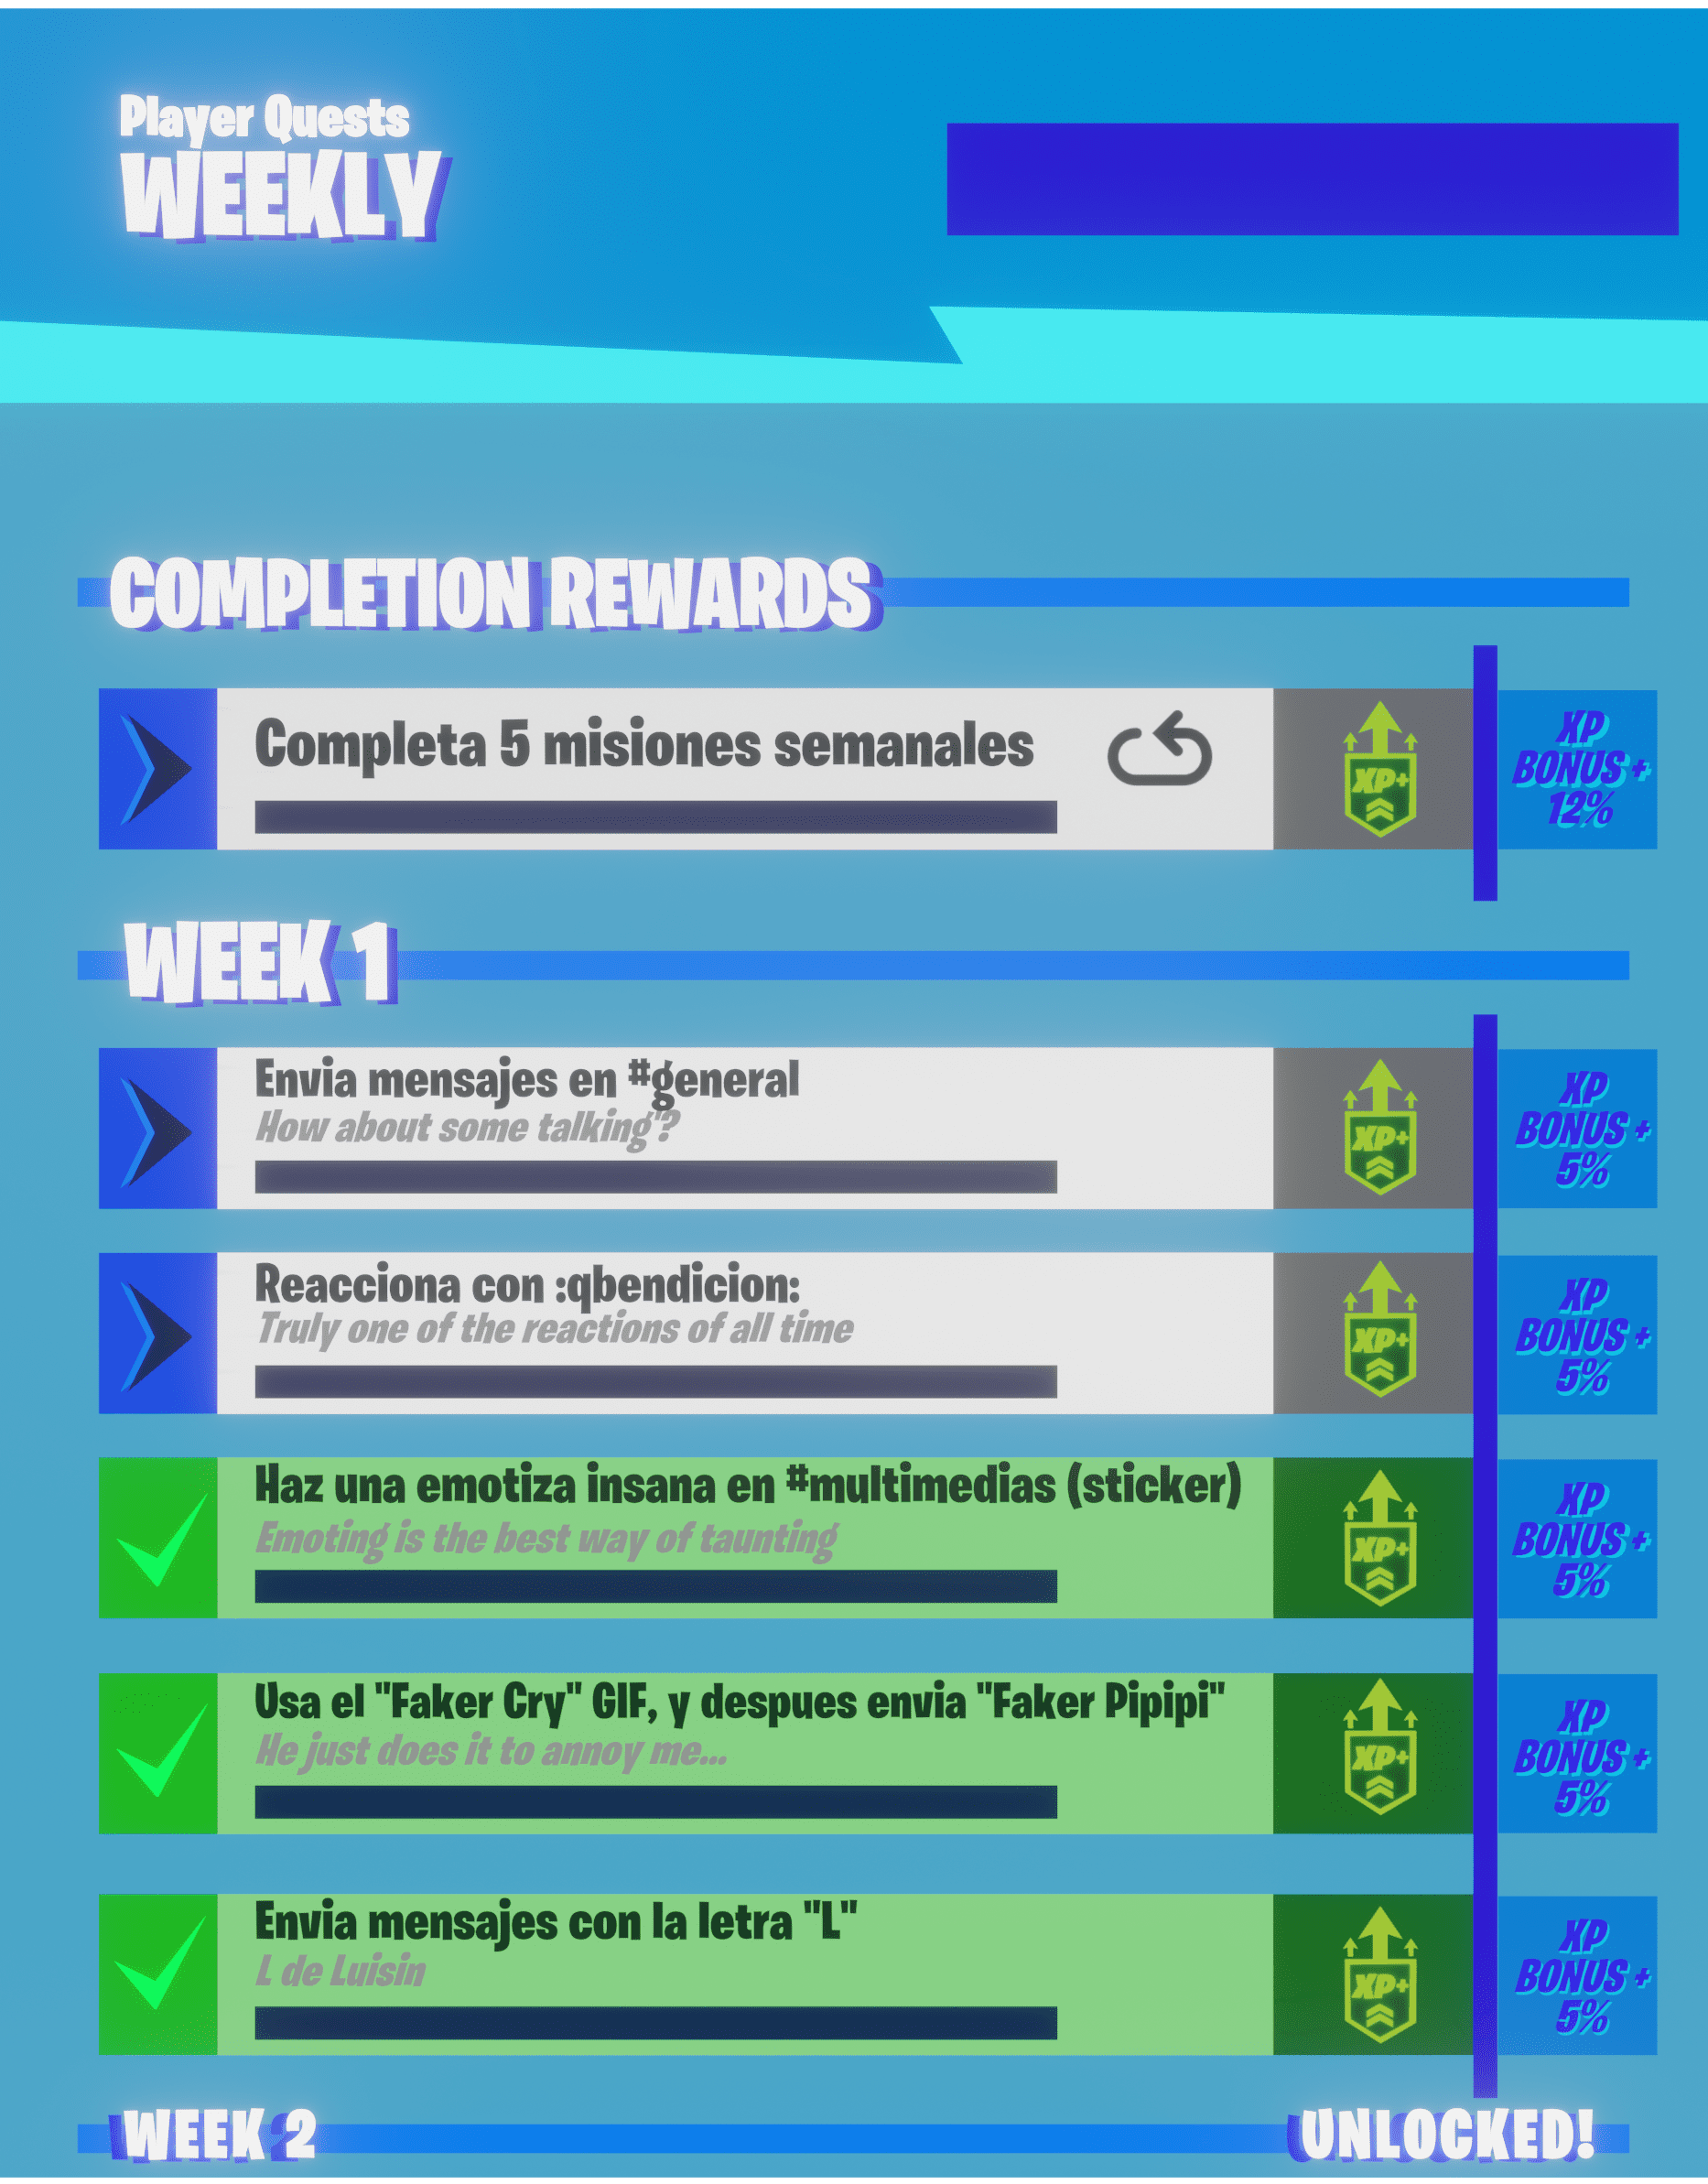 Player Quests
WEEKLY
COMPLETION REWARDS
Completa 5 misiones semanales
XP+
XP
BONUS +
12%
WEEK 1
Envia mensajes en #general
How about some talking?
XP+
XP
BONUS +
5%
Reacciona con :qbendicion:
Truly one of the reactions of all time
XP+
XP
BONUS +
5%
Haz una emotiza insana en #multimedias (sticker)
Emoting is the best way of taunting
XP+
XP
BONUS +
5%
Usa el "Faker Cry" GIF, y despues envia "Faker Pipipi"
He just does it to annoy me...
XP+
XP
BONUS +
5%
Envia mensajes con la letra "L"
L de Luisin
XP+
XP
BONUS +
5%
WEEK 2
UNLOCKED!